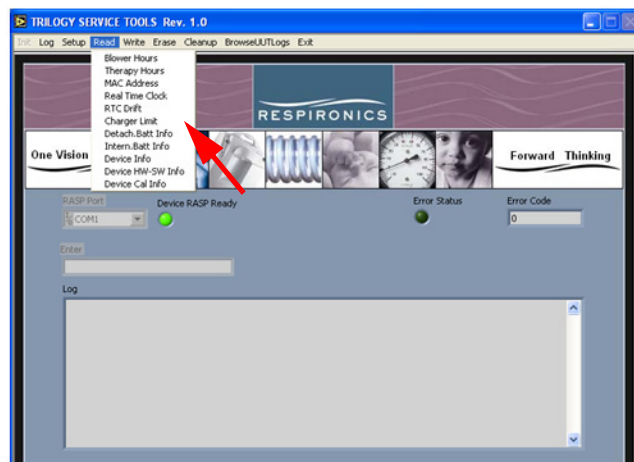 TRILOGY SERVICE TOOLS Rev. 1.0
Init Log Setup Read Write Erase Cleanup BrowseUUTLogs Exit
Blower Hours
Therapy Hours
MAC Address
Real Time Clock
RTC Drift
Charger Limit
Detach.Batt Info
Intern.Batt Info
Device Info
Device HW-SW Info
Device Cal Info
RESPIRONICS
One Vision
Forward Thinking
RASP Port
Device RASP Ready
Error Status
Error Code
COM1
0
Enter
Log